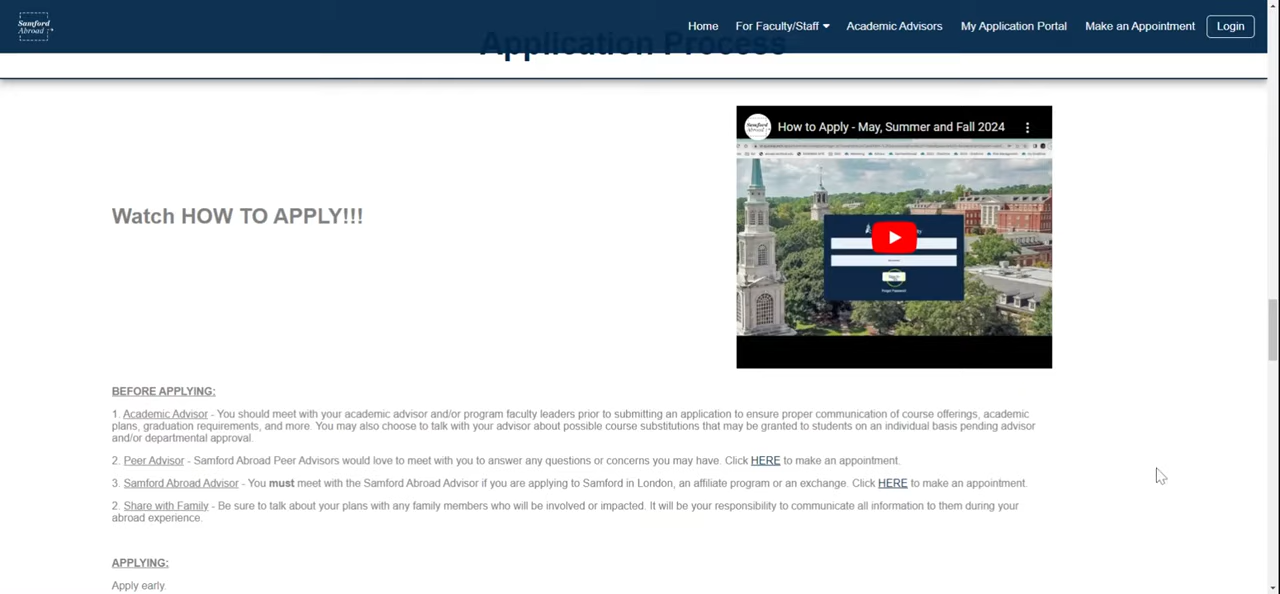 Samford
Abroad
Home For Faculty/Staff Academic Advisors My Application Portal Make an Appointment Login
Application Process
How to Apply - May, Summer and Fall 2024
Watch HOW TO APPLY!!!
BEFORE APPLYING:
1. Academic Advisor - You should meet with your academic advisor and/or program faculty leaders prior to submitting an application to ensure proper communication of course offerings, academic
plans, graduation requirements, and more. You may also choose to talk with your advisor about possible course substitutions that may be granted to students on an individual basis pending advisor
and/or departmental approval.
2. Peer Advisor - Samford Abroad Peer Advisors would love to meet with you to answer any questions or concerns you may have. Click HERE to make an appointment.
3. Samford Abroad Advisor - You must meet with the Samford Abroad Advisor if you are applying to Samford in London, an affiliate program or an exchange. Click HERE to make an appointment.
2. Share with Family - Be sure to talk about your plans with any family members who will be involved or impacted. It will be your responsibility to communicate all information to them during your
abroad experience.
APPLYING:
Apply early.